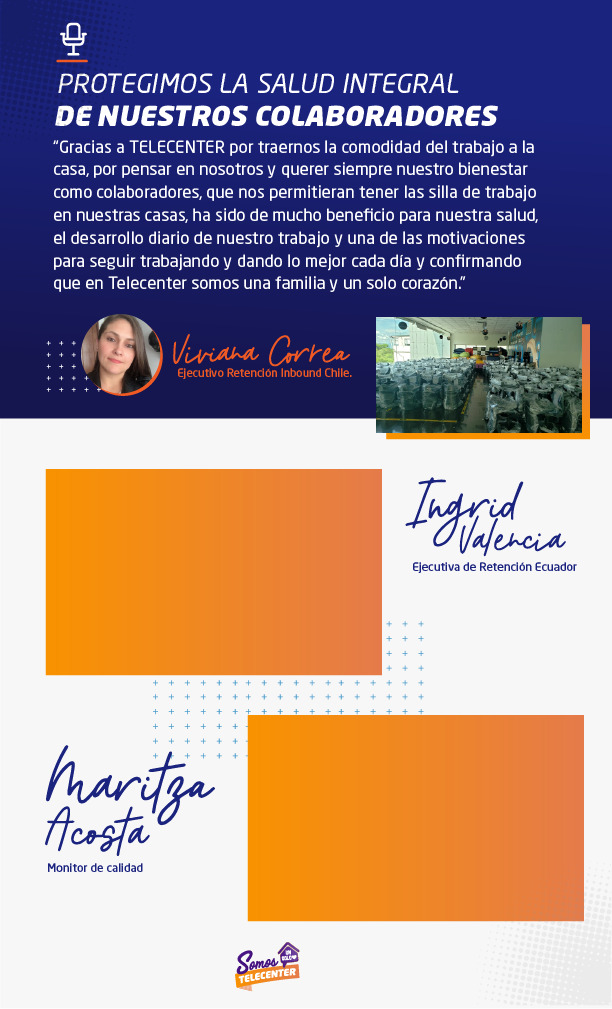 PROTEGIMOS LA SALUD INTEGRAL
DE NUESTROS COLABORADORES
“Gracias a TELECENTER por traernos la comodidad del trabajo a la
casa, por pensar en nosotros y querer siempre nuestro bienestar
como colaboradores, que nos permitieran tener las silla de trabajo
en nuestras casas, ha sido de mucho beneficio para nuestra salud,
el desarrollo diario de nuestro trabajo y una de las motivaciones
para seguir trabajando y dando lo mejor cada día y confirmando
que en Telecenter somos una familia y un solo corazón.”
Viviana Correa
Ejecutivo Retención Inbound Chile.
Ingrid
Valencia
Ejecutiva de Retención Ecuador
Maritza
Acosta
Monitor de calidad
Somos
UN
SOLO
TELECENTER